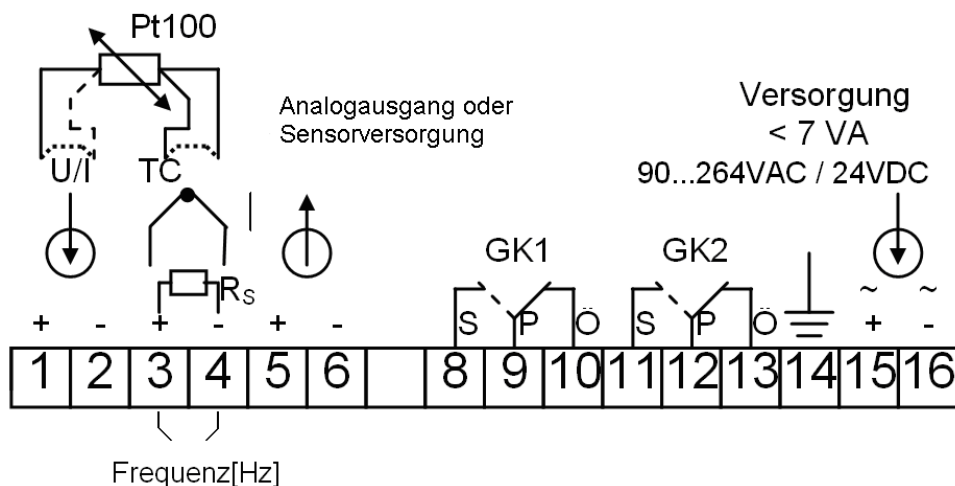 Pt100
Analogausgang oder
Sensorversorgung
Versorgung
< 7 VA
90...264VAC / 24VDC
U/I TC
GK1 GK2
RS
~ ~
+ - + - + - S P Ö S P Ö + -
1 2 3 4 5 6 8 9 10 11 12 13 14 15 16
Frequenz[Hz]